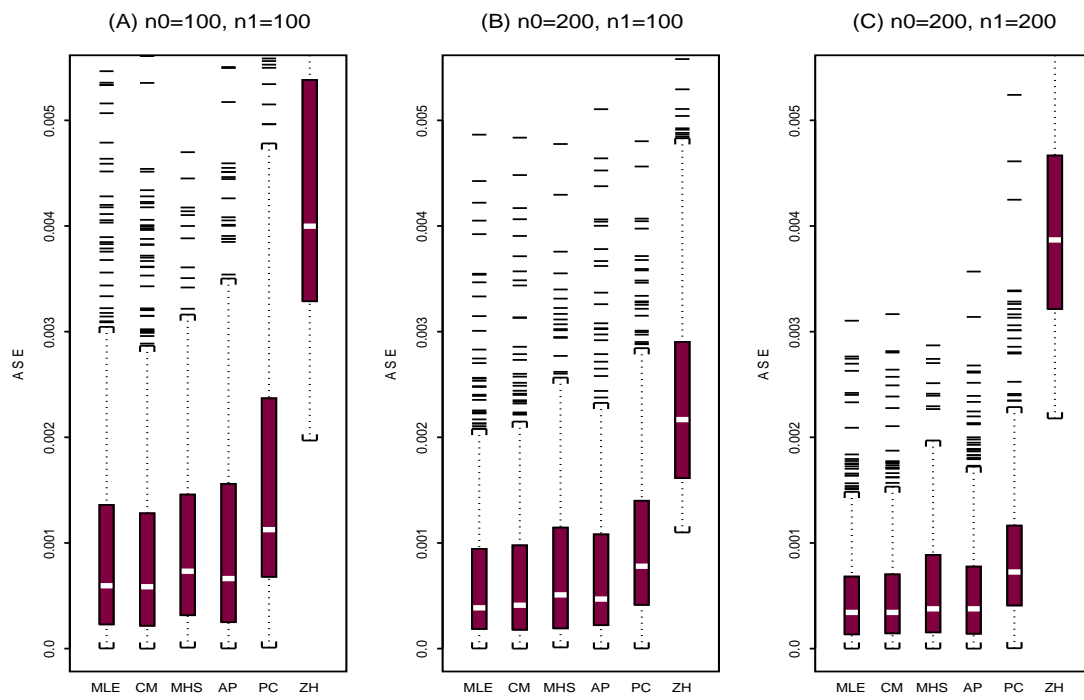 (A) n0=100, n1=100
ASE
0.005
0.004
0.003
0.002
0.001
0.0
MLE CM MHS AP PC ZH
(B) n0=200, n1=100
ASE
0.005
0.004
0.003
0.002
0.001
0.0
MLE CM MHS AP PC ZH
(C) n0=200, n1=200
ASE
0.005
0.004
0.003
0.002
0.001
0.0
MLE CM MHS AP PC ZH